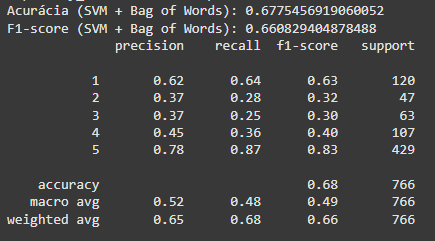 Acurácia (SVM + Bag of Words): 0.6775456919060052
F1-score (SVM + Bag of Words): 0.660829404878488
precision recall f1-score support
1 0.62 0.64 0.63 120
2 0.37 0.28 0.32 47
3 0.37 0.25 0.30 63
4 0.45 0.36 0.40 107
5 0.78 0.87 0.83 429
accuracy 0.68 766
macro avg 0.52 0.48 0.49 766
weighted avg 0.65 0.68 0.66 766